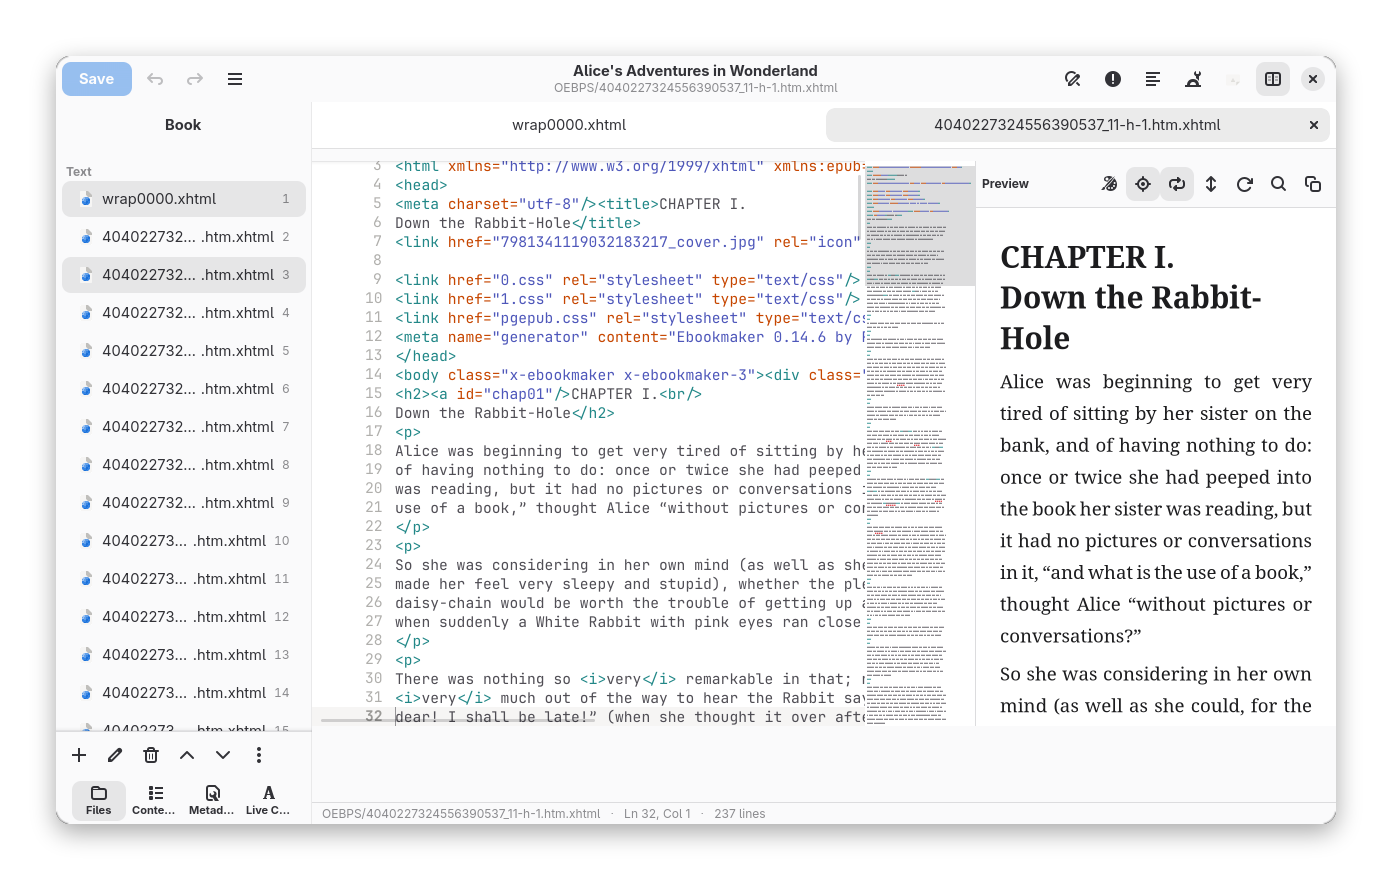 Save
Alice's Adventures in Wonderland
OEBPS/4040227324556390537_11-h-1.htm.xhtml
Book
wrap0000.xhtml
4040227324556390537_11-h-1.htm.xhtml
Text
wrap0000.xhtml 1
404022732... .htm.xhtml 2
404022732... .htm.xhtml 3
404022732... .htm.xhtml 4
404022732... .htm.xhtml 5
404022732... .htm.xhtml 6
404022732... .htm.xhtml 7
404022732... .htm.xhtml 8
404022732... .htm.xhtml 9
40402273... .htm.xhtml 10
40402273... .htm.xhtml 11
40402273... .htm.xhtml 12
40402273... .htm.xhtml 13
40402273... .htm.xhtml 14
40402273... .htm.xhtml 15
Files
Conte...
Metad...
Live C...
3 <html xmlns="http://www.w3.org/1999/xhtml" xmlns:epub=
4 <head>
5 <meta charset="utf-8"/><title>CHAPTER I.
6 Down the Rabbit-Hole</title>
7 <link href="7981341119032183217_cover.jpg" rel="icon"
8
9 <link href="0.css" rel="stylesheet" type="text/css"/>
10 <link href="1.css" rel="stylesheet" type="text/css"/>
11 <link href="pgepub.css" rel="stylesheet" type="text/cs
12 <meta name="generator" content="Ebookmaker 0.14.6 by
13 </head>
14 <body class="x-ebookmaker x-ebookmaker-3"><div class="
15 <h2><a id="chap01"/>CHAPTER I.<br/>
16 Down the Rabbit-Hole</h2>
17 <p>
18 Alice was beginning to get very tired of sitting by he
19 of having nothing to do: once or twice she had peeped
20 was reading, but it had no pictures or conversations
21 use of a book,” thought Alice “without pictures or con
22 </p>
23 <p>
24 So she was considering in her own mind (as well as she
25 made her feel very sleepy and stupid), whether the ple
26 daisy-chain would be worth the trouble of getting up a
27 when suddenly a White Rabbit with pink eyes ran close
28 </p>
29 <p>
30 There was nothing so <i>very</i> remarkable in that;
31 <i>very</i> much out of the way to hear the Rabbit say
32 dear! I shall be late!” (when she thought it over afte
Preview
CHAPTER I.
Down the Rabbit-
Hole
Alice was beginning to get very
tired of sitting by her sister on the
bank, and of having nothing to do:
once or twice she had peeped into
the book her sister was reading, but
it had no pictures or conversations
in it, “and what is the use of a book,”
thought Alice “without pictures or
conversations?”
So she was considering in her own
mind (as well as she could, for the
OEBPS/4040227324556390537_11-h-1.htm.xhtml · Ln 32, Col 1 · 237 lines